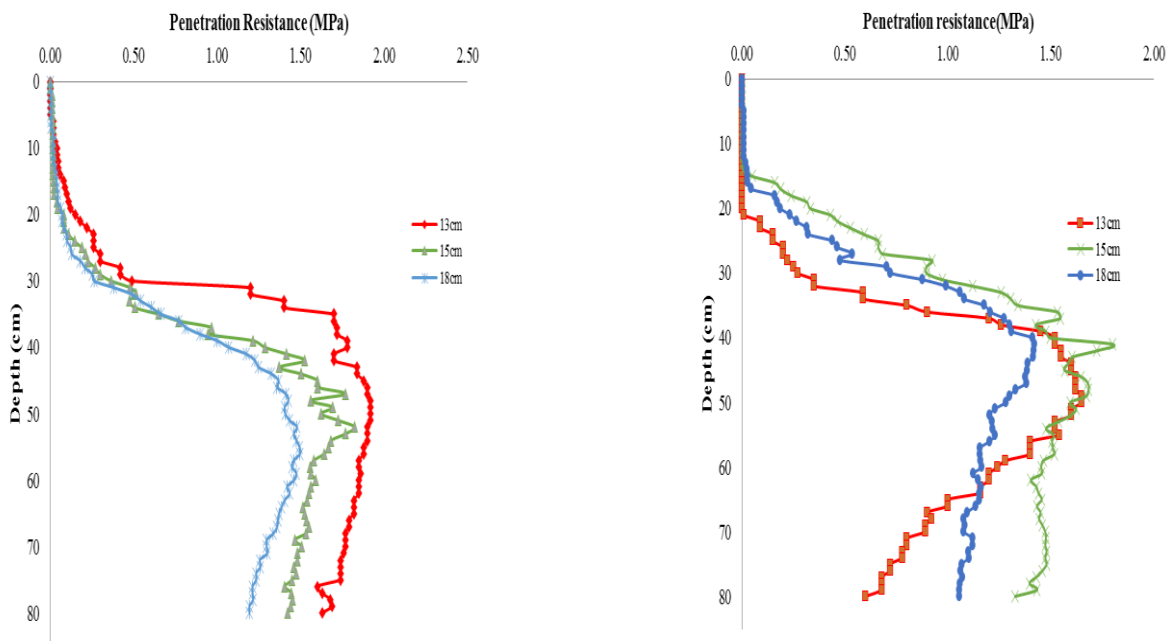 Penetration Resistance (MPa)
0.00 0.50 1.00 1.50 2.00 2.50
0
10
20
30
40
50
60
70
80
Depth (cm)
13cm
15cm
18cm
Penetration resistance(MPa)
0.00 0.50 1.00 1.50 2.00
0
10
20
30
40
50
60
70
80
Depth (cm)
13cm
15cm
18cm